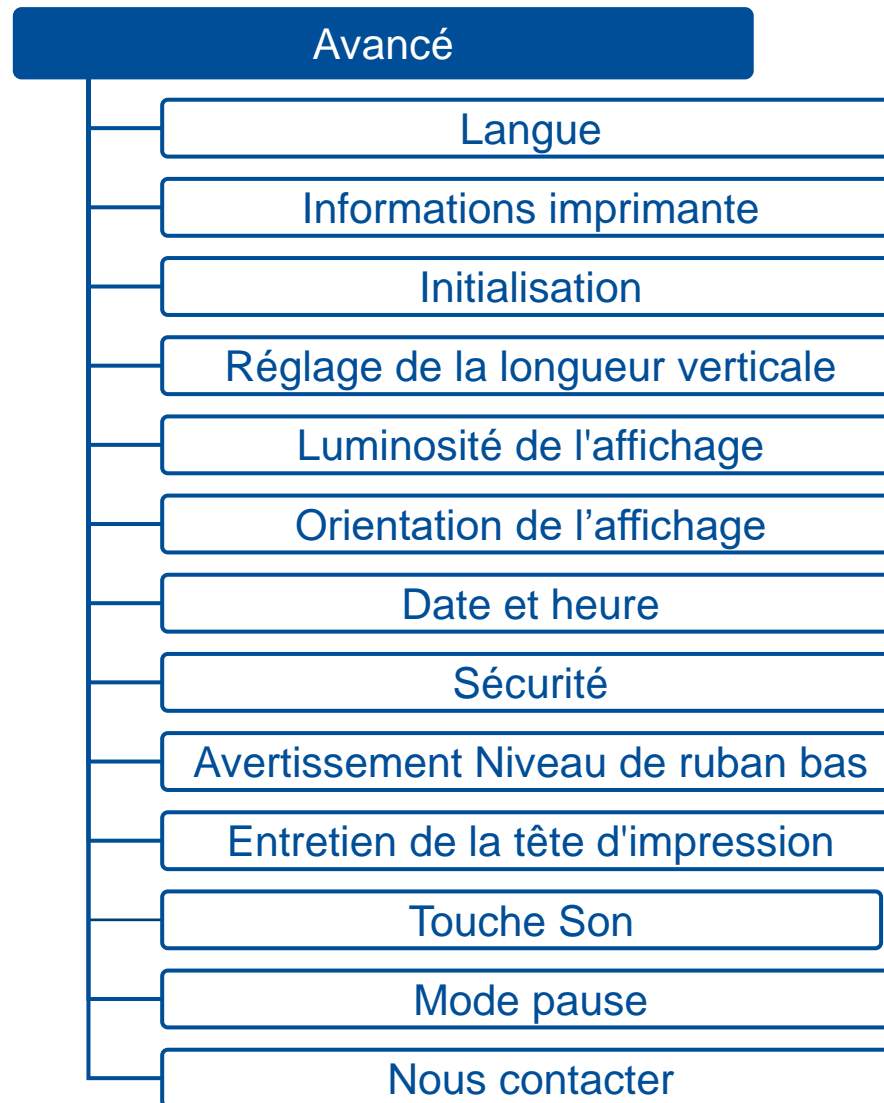 Avancé
Langue
Informations imprimante
Initialisation
Réglage de la longueur verticale
Luminosité de l'affichage
Orientation de l’affichage
Date et heure
Sécurité
Avertissement Niveau de ruban bas
Entretien de la tête d'impression
Touche Son
Mode pause
Nous contacter